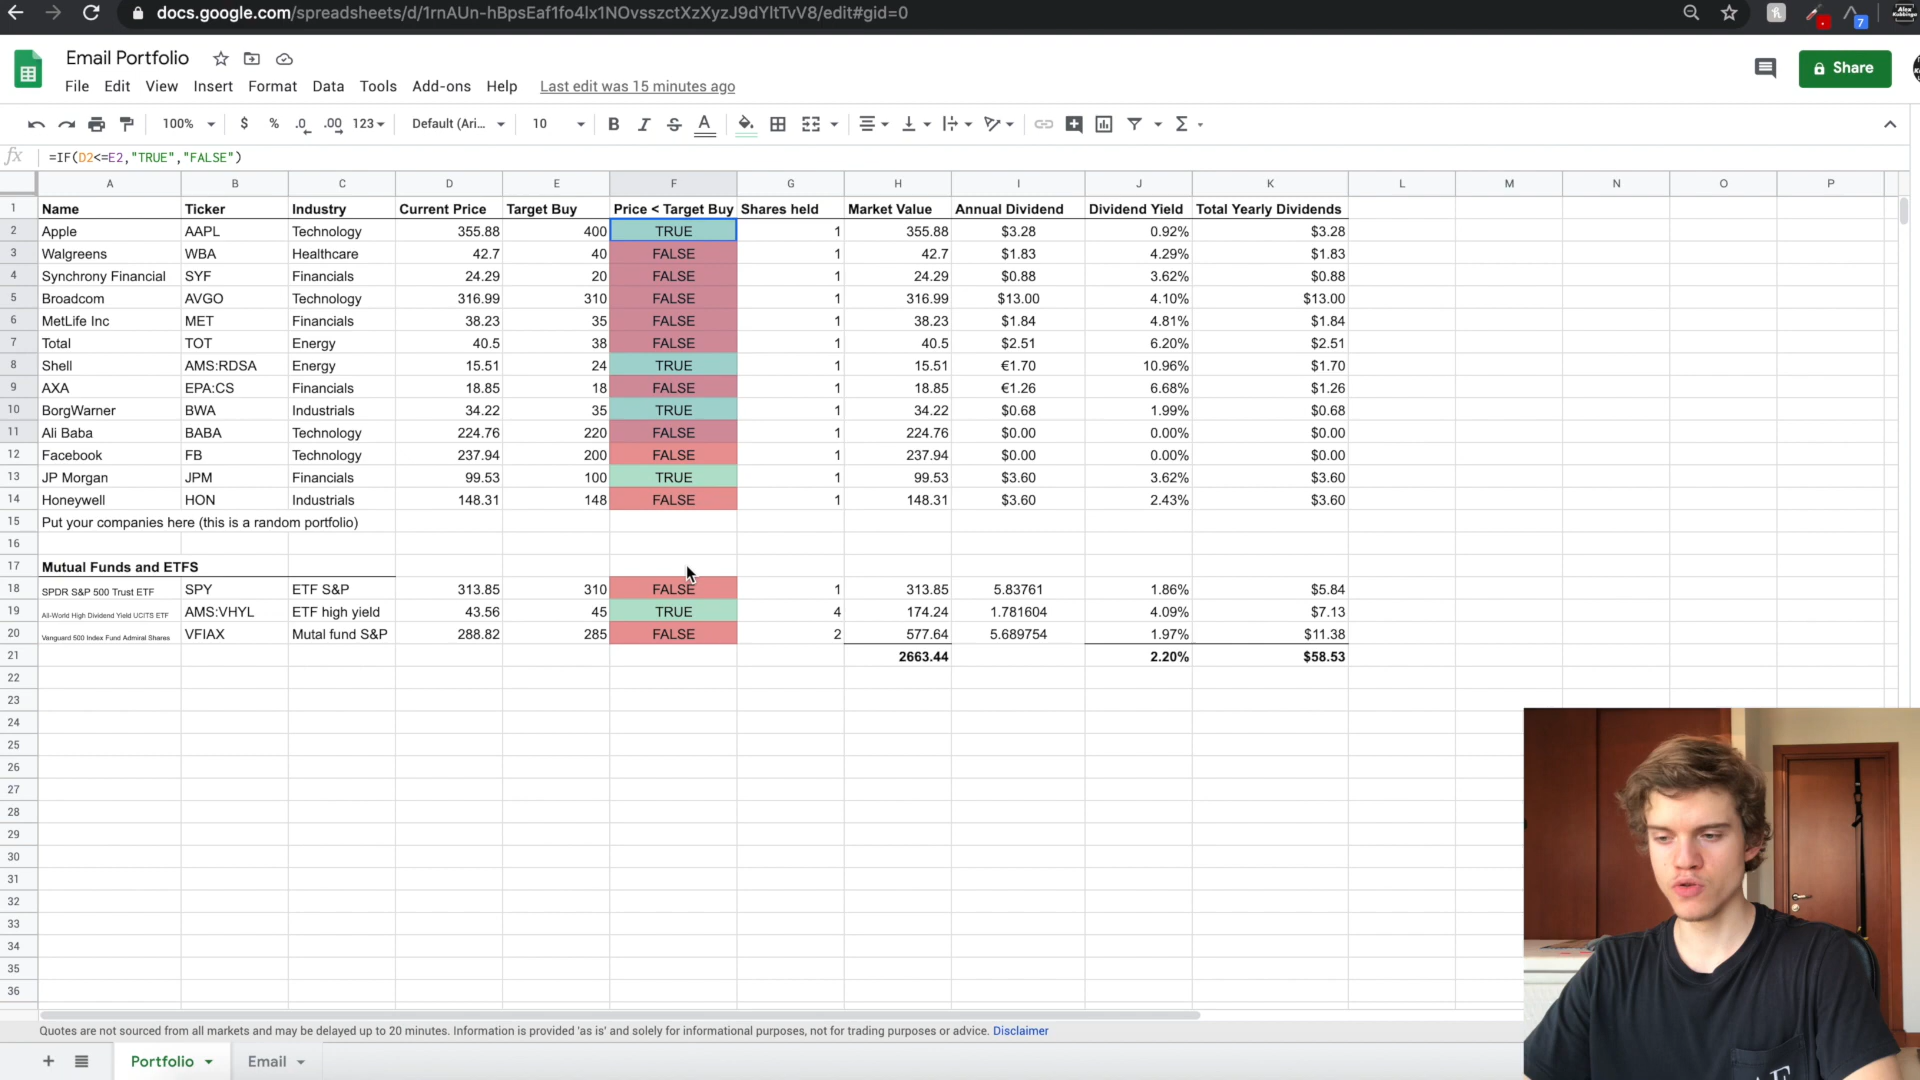 docs.google.com/spreadsheets/d/1rnAUn-hBpsEaf1fo4Ix1NOvsszctXzXyzJ9dYltTvV8/edit#gid=0
7
Email Portfolio
File Edit View Insert Format Data Tools Add-ons Help Last edit was 15 minutes ago
Share
100% $ % .0 .00 123 Default (Ari... 10 B I S A
fx =IF(D2<=E2,"TRUE","FALSE")
A B C D E F G H I J K L M N O P
1 Name Ticker Industry Current Price Target Buy Price < Target Buy Shares held Market Value Annual Dividend Dividend Yield Total Yearly Dividends
2 Apple AAPL Technology 355.88 400 TRUE 1 355.88 $3.28 0.92% $3.28
3 Walgreens WBA Healthcare 42.7 40 FALSE 1 42.7 $1.83 4.29% $1.83
4 Synchrony Financial SYF Financials 24.29 20 FALSE 1 24.29 $0.88 3.62% $0.88
5 Broadcom AVGO Technology 316.99 310 FALSE 1 316.99 $13.00 4.10% $13.00
6 MetLife Inc MET Financials 38.23 35 FALSE 1 38.23 $1.84 4.81% $1.84
7 Total TOT Energy 40.5 38 FALSE 1 40.5 $2.51 6.20% $2.51
8 Shell AMS:RDSA Energy 15.51 24 TRUE 1 15.51 €1.70 10.96% $1.70
9 AXA EPA:CS Financials 18.85 18 FALSE 1 18.85 €1.26 6.68% $1.26
10 BorgWarner BWA Industrials 34.22 35 TRUE 1 34.22 $0.68 1.99% $0.68
11 Ali Baba BABA Technology 224.76 220 FALSE 1 224.76 $0.00 0.00% $0.00
12 Facebook FB Technology 237.94 200 FALSE 1 237.94 $0.00 0.00% $0.00
13 JP Morgan JPM Financials 99.53 100 TRUE 1 99.53 $3.60 3.62% $3.60
14 Honeywell HON Industrials 148.31 148 FALSE 1 148.31 $3.60 2.43% $3.60
15 Put your companies here (this is a random portfolio)
16
17 Mutual Funds and ETFS
18 SPDR S&P 500 Trust ETF SPY ETF S&P 313.85 310 FALSE 1 313.85 5.83761 1.86% $5.84
19 All-World High Dividend Yield UCITS ETF AMS:VHYL ETF high yield 43.56 45 TRUE 4 174.24 1.781604 4.09% $7.13
20 Vanguard 500 Index Fund Admiral Shares VFIAX Mutal fund S&P 288.82 285 FALSE 2 577.64 5.689754 1.97% $11.38
21 2663.44 2.20% $58.53
22
23
24
25
26
27
28
29
30
31
32
33
34
35
36
Quotes are not sourced from all markets and may be delayed up to 20 minutes. Information is provided 'as is' and solely for informational purposes, not for trading purposes or advice. Disclaimer
Portfolio Email